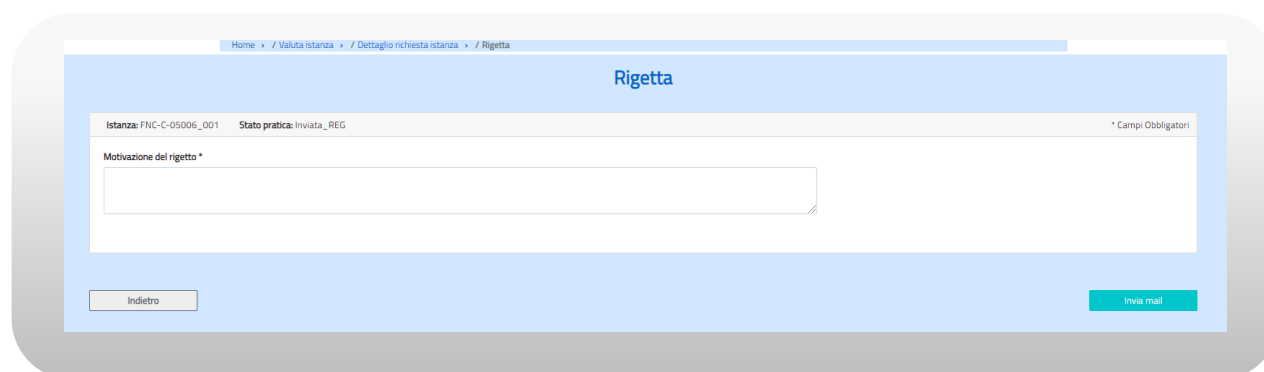 Home › / Valuta istanza › / Dettaglio richiesta istanza › / Rigetta
Rigetta
Istanza: FNC-C-05006_001 Stato pratica: Inviata_REG * Campi Obbligatori
Motivazione del rigetto *
Indietro Invia mail